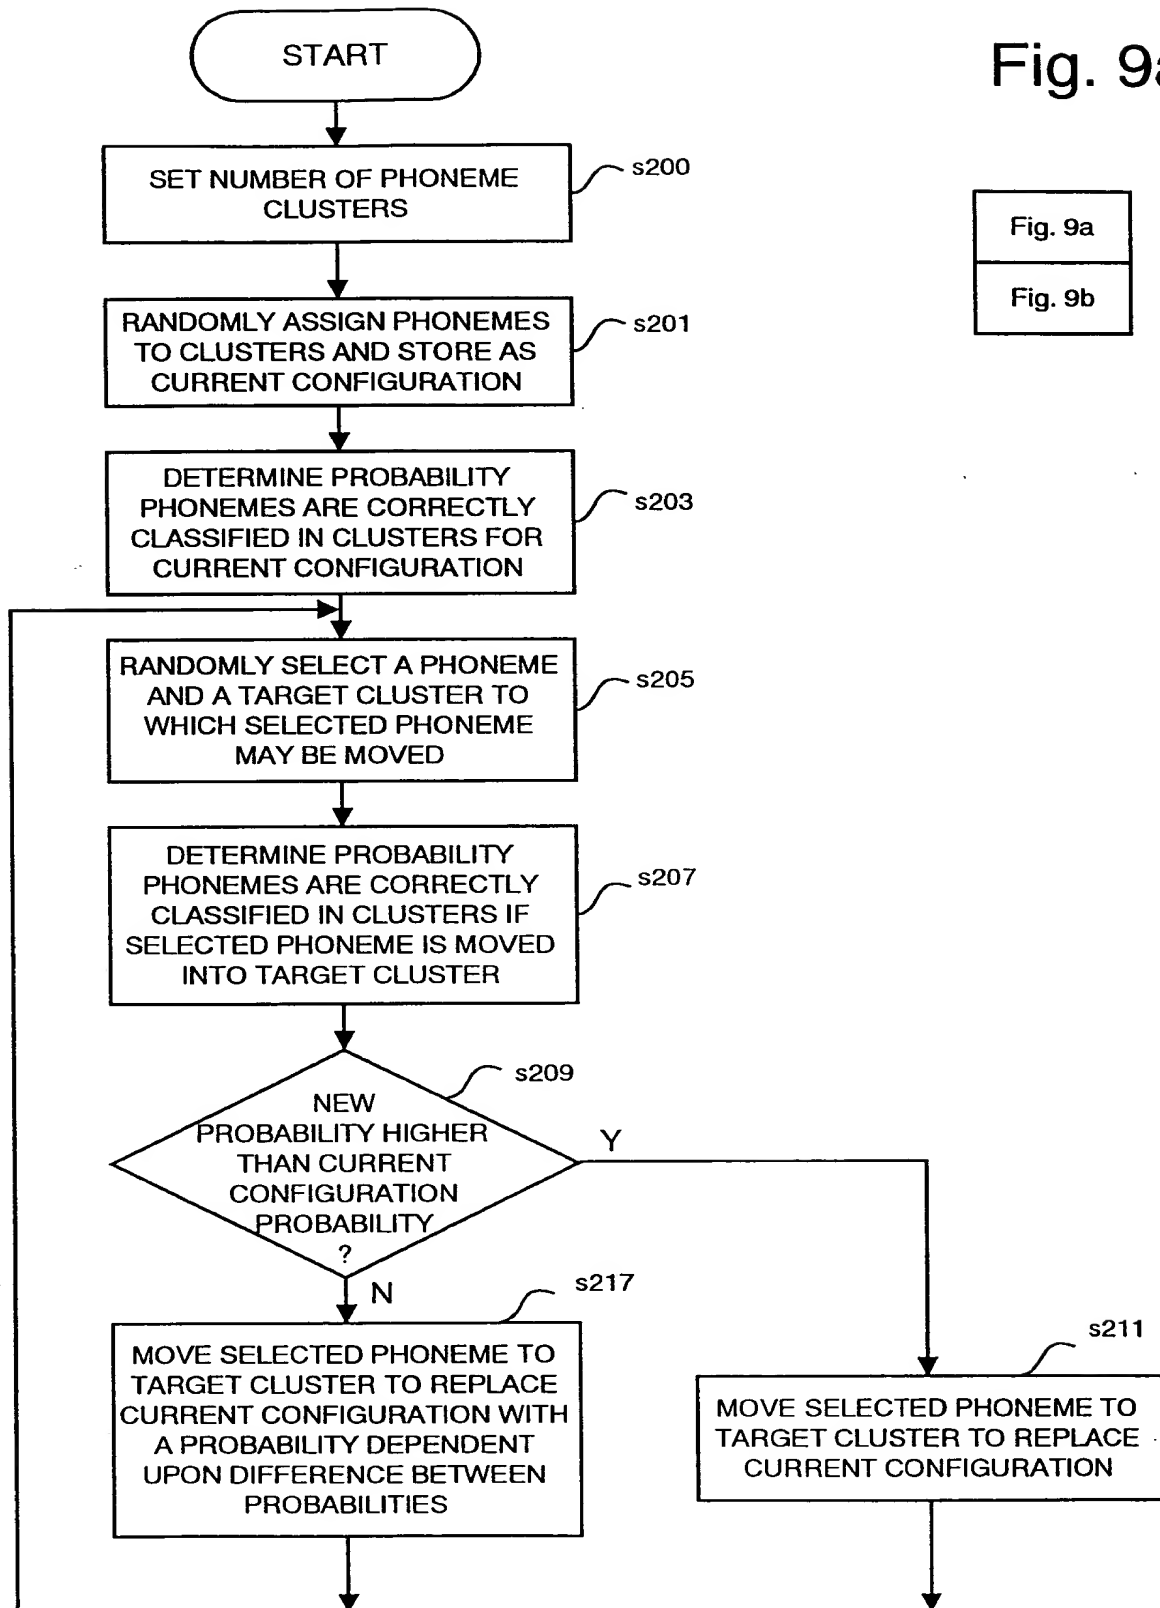 START
Fig. 9a
SET NUMBER OF PHONEME
CLUSTERS
s200
Fig. 9a
Fig. 9b
RANDOMLY ASSIGN PHONEMES
TO CLUSTERS AND STORE AS
CURRENT CONFIGURATION
s201
DETERMINE PROBABILITY
PHONEMES ARE CORRECTLY
CLASSIFIED IN CLUSTERS FOR
CURRENT CONFIGURATION
s203
RANDOMLY SELECT A PHONEME
AND A TARGET CLUSTER TO
WHICH SELECTED PHONEME
MAY BE MOVED
s205
DETERMINE PROBABILITY
PHONEMES ARE CORRECTLY
CLASSIFIED IN CLUSTERS IF
SELECTED PHONEME IS MOVED
INTO TARGET CLUSTER
s207
NEW
PROBABILITY HIGHER
THAN CURRENT
CONFIGURATION
PROBABILITY
?
s209
Y
N
s217
MOVE SELECTED PHONEME TO
TARGET CLUSTER TO REPLACE
CURRENT CONFIGURATION WITH
A PROBABILITY DEPENDENT
UPON DIFFERENCE BETWEEN
PROBABILITIES
s211
MOVE SELECTED PHONEME TO
TARGET CLUSTER TO REPLACE
CURRENT CONFIGURATION